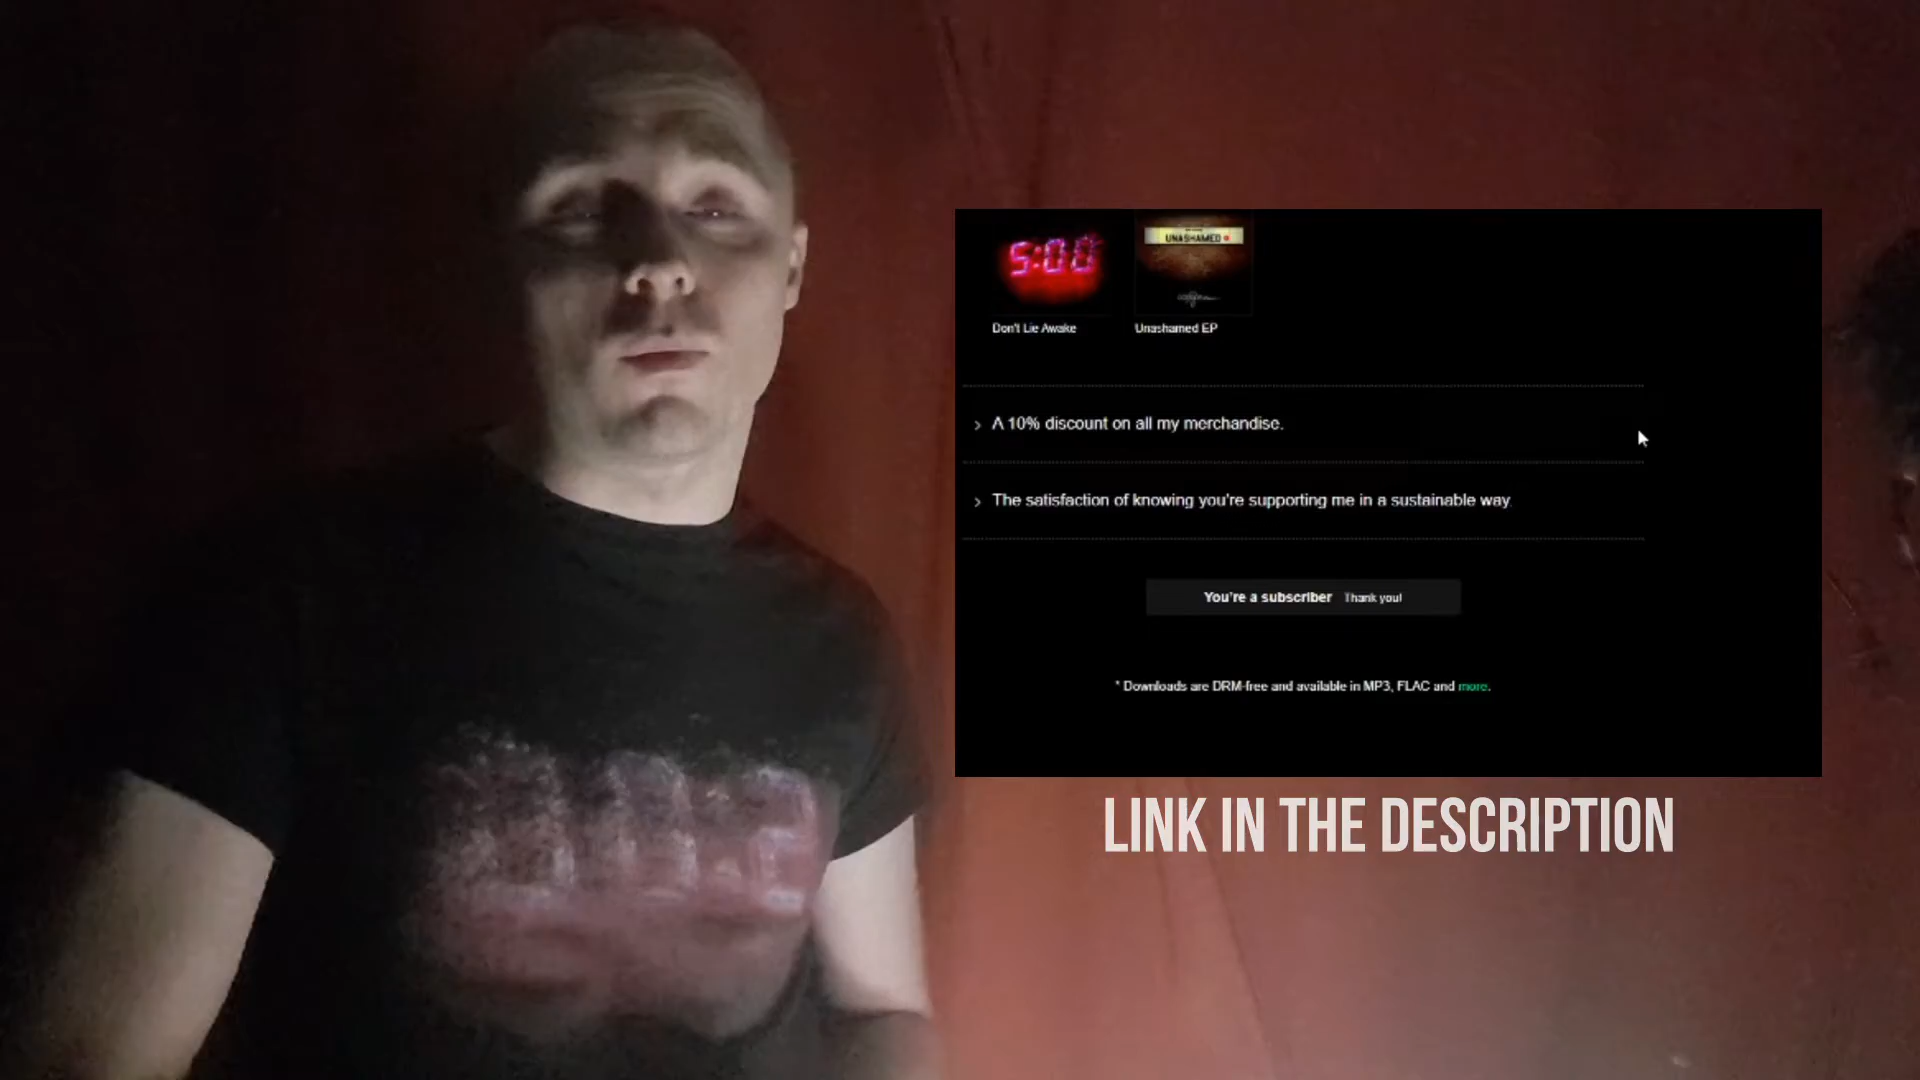 5:00
UNASHAMED
Don't Lie Awake
Unashamed EP
A 10% discount on all my merchandise.
The satisfaction of knowing you're supporting me in a sustainable way.
You're a subscriber Thank you!
* Downloads are DRM-free and available in MP3, FLAC and more.
LINK IN THE DESCRIPTION